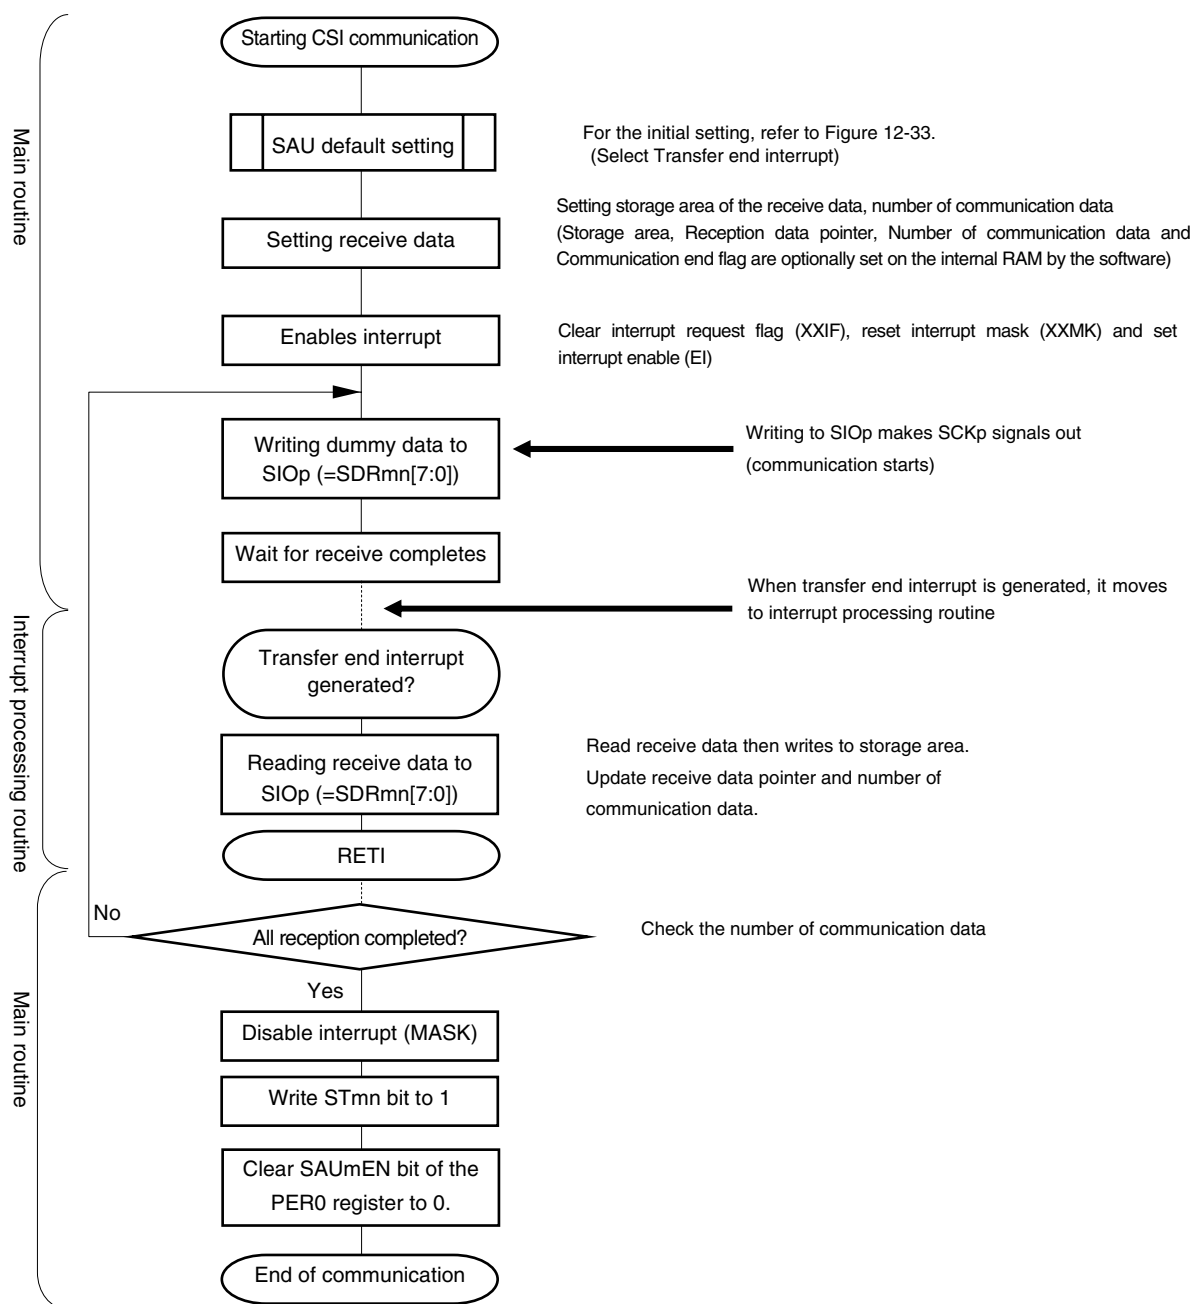 Starting CSI communication
Main routine
SAU default setting
For the initial setting, refer to Figure 12-33.
(Select Transfer end interrupt)
Setting receive data
Setting storage area of the receive data, number of communication data
(Storage area, Reception data pointer, Number of communication data and
Communication end flag are optionally set on the internal RAM by the software)
Enables interrupt
Clear interrupt request flag (XXIF), reset interrupt mask (XXMK) and set
interrupt enable (EI)
Writing dummy data to
SIOp (=SDRmn[7:0])
Writing to SIOp makes SCKp signals out
(communication starts)
Wait for receive completes
When transfer end interrupt is generated, it moves
to interrupt processing routine
Interrupt processing routine
Transfer end interrupt
generated?
Reading receive data to
SIOp (=SDRmn[7:0])
Read receive data then writes to storage area.
Update receive data pointer and number of
communication data.
RETI
No
All reception completed?
Check the number of communication data
Yes
Main routine
Disable interrupt (MASK)
Write STmn bit to 1
Clear SAUmEN bit of the
PER0 register to 0.
End of communication